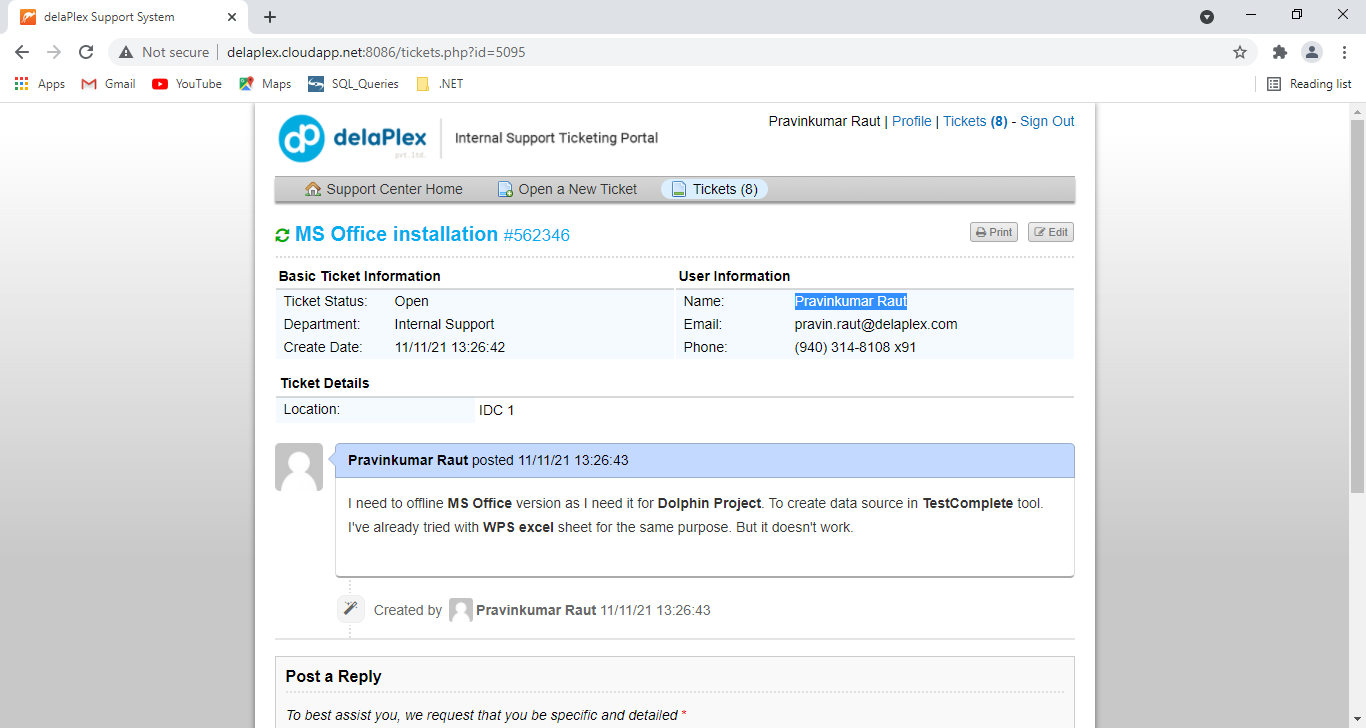 delaPlex Support System
Not secure | delaplex.cloudapp.net:8086/tickets.php?id=5095
Apps Gmail YouTube Maps SQL_Queries .NET Reading list
delaPlex
pvt.ltd.
Internal Support Ticketing Portal
Pravinkumar Raut | Profile | Tickets (8) - Sign Out
Support Center Home Open a New Ticket Tickets (8)
MS Office installation #562346
Print Edit
Basic Ticket Information
Ticket Status: Open
Department: Internal Support
Create Date: 11/11/21 13:26:42
User Information
Name: Pravinkumar Raut
Email: pravin.raut@delaplex.com
Phone: (940) 314-8108 x91
Ticket Details
Location: IDC 1
Pravinkumar Raut posted 11/11/21 13:26:43
I need to offline MS Office version as I need it for Dolphin Project. To create data source in TestComplete tool.
I've already tried with WPS excel sheet for the same purpose. But it doesn't work.
Created by Pravinkumar Raut 11/11/21 13:26:43
Post a Reply
To best assist you, we request that you be specific and detailed *